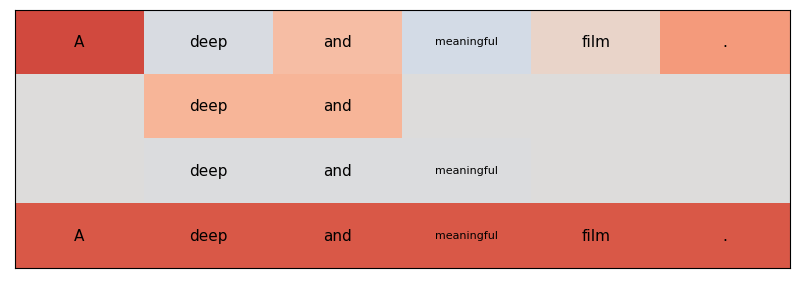 A deep and meaningful film .
deep and
deep and meaningful
A deep and meaningful film .